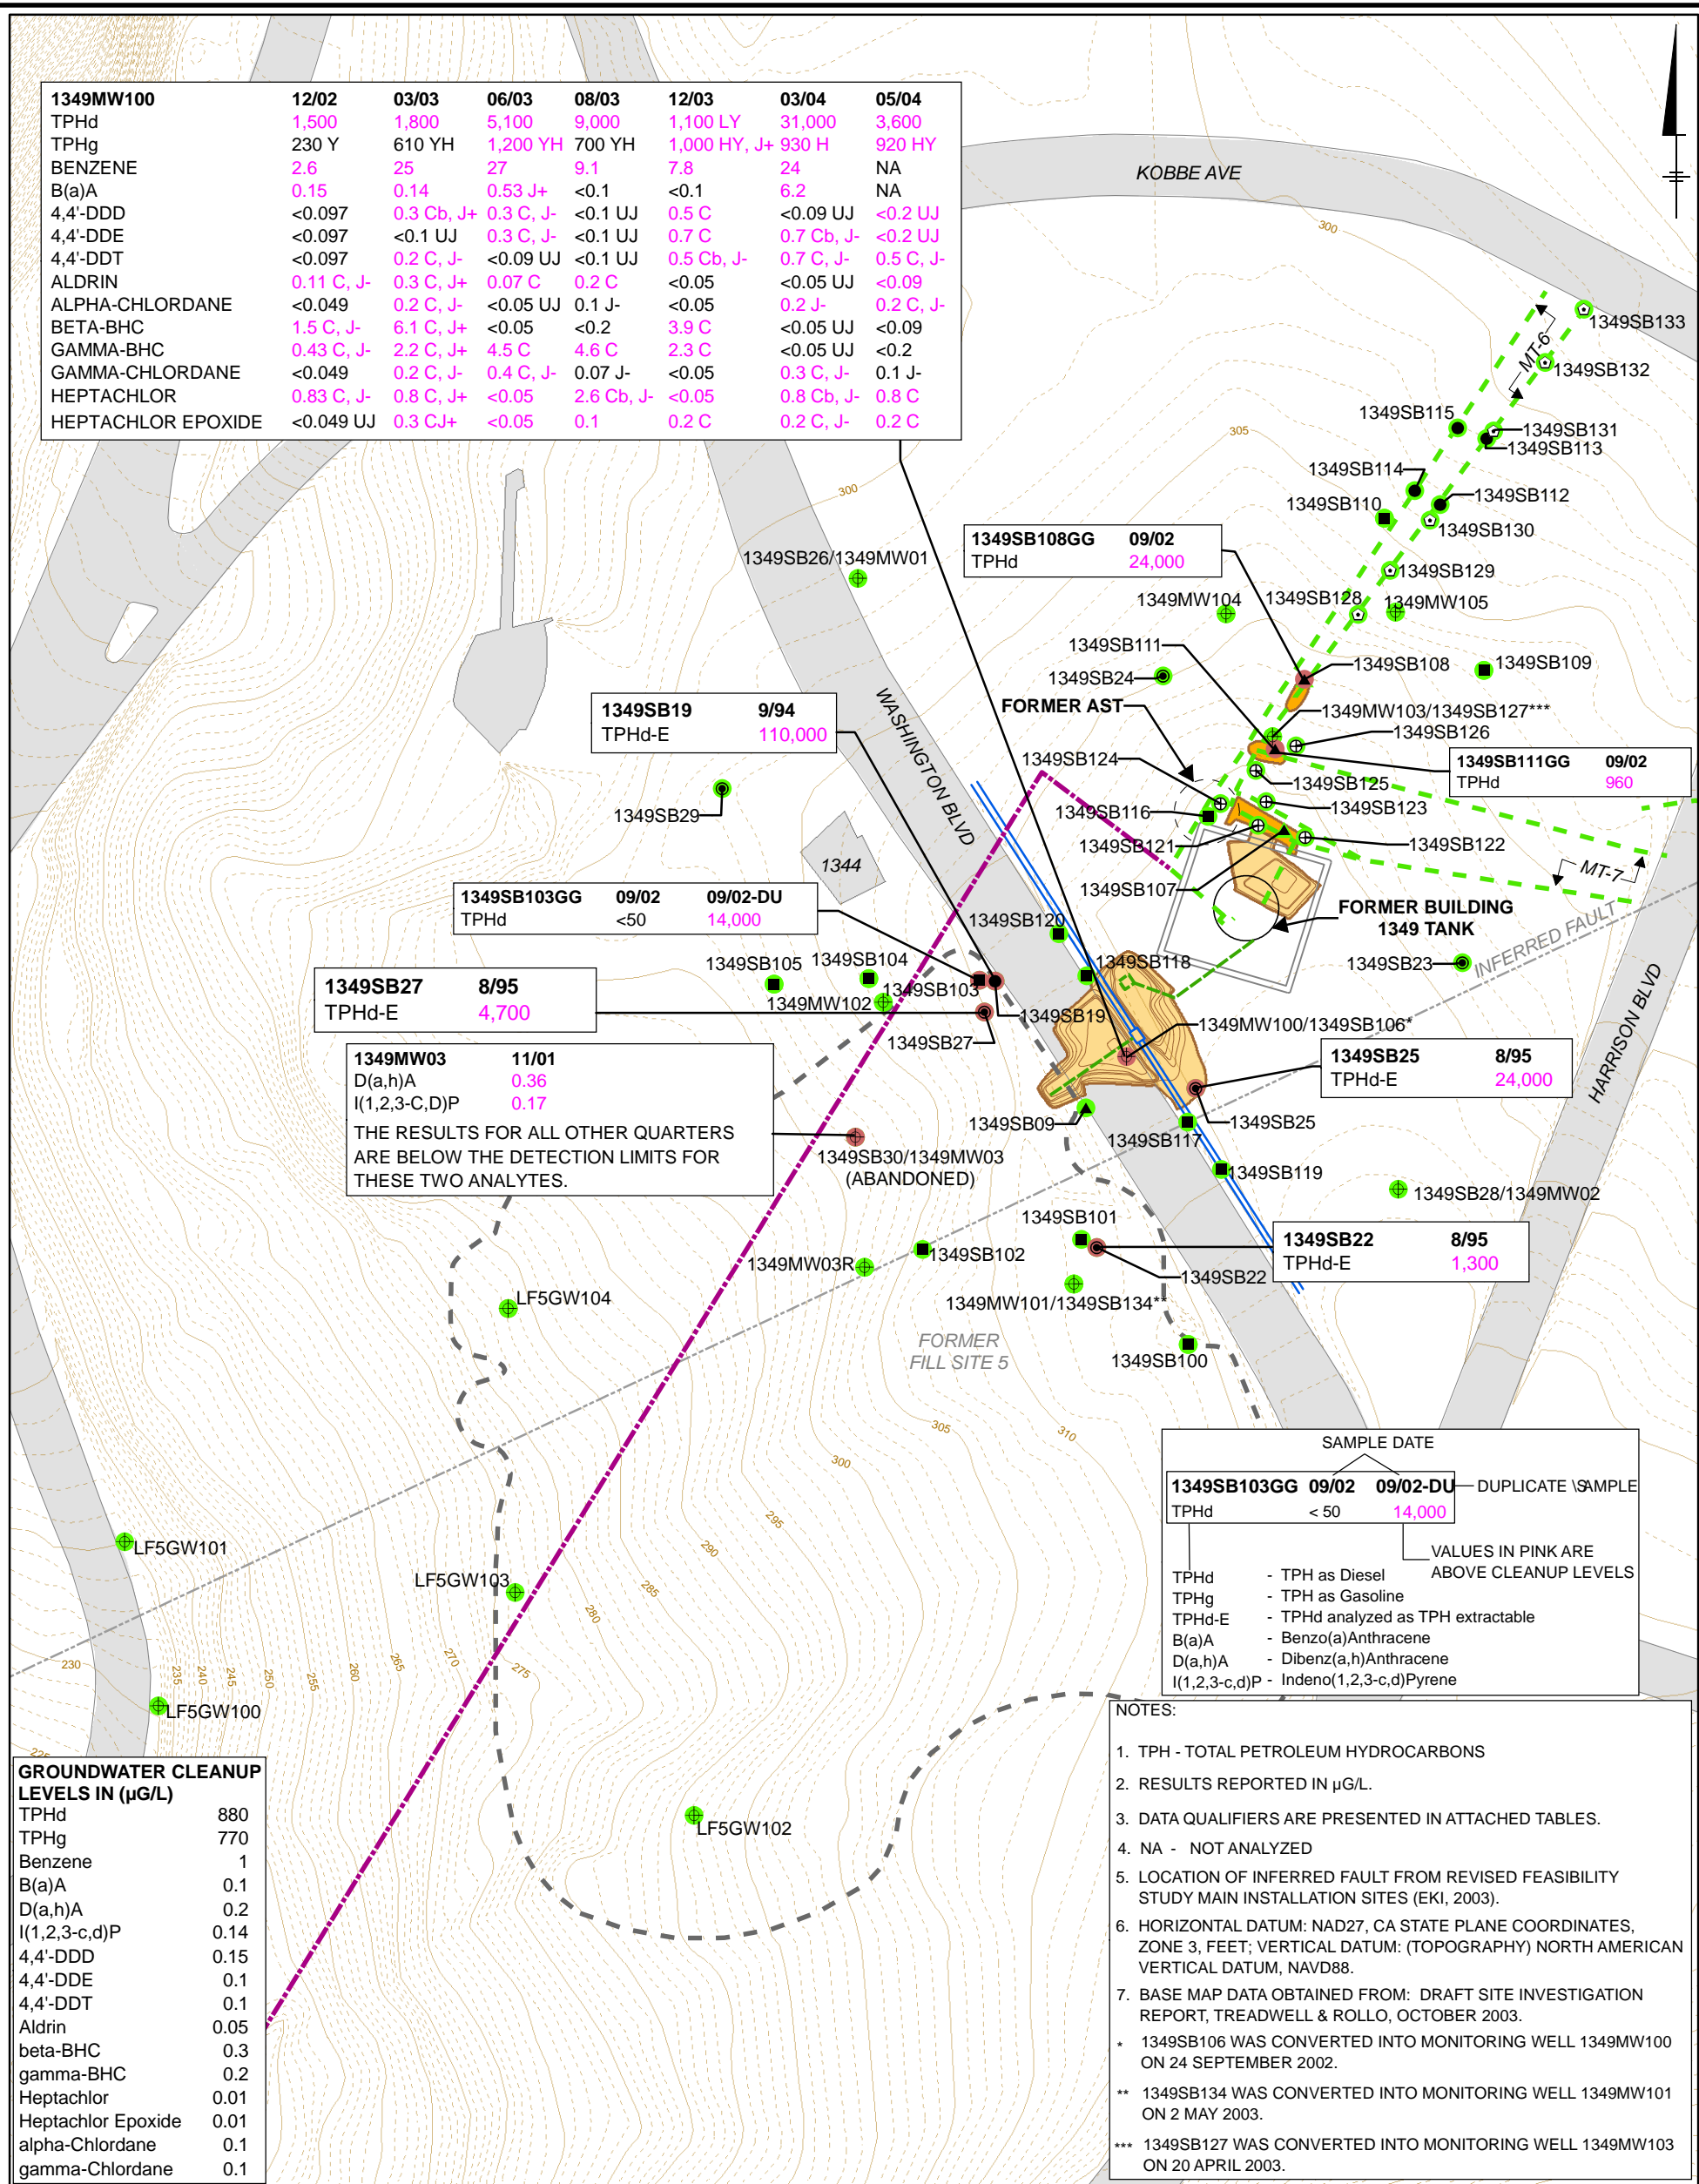 1349MW100 12/02 03/03 06/03 08/03 12/03 03/04 05/04
TPHd 1,500 1,800 5,100 9,000 1,100 LY 31,000 3,600
TPHg 230 Y 610 YH 1,200 YH 700 YH 1,000 HY, J+ 930 H 920 HY
BENZENE 2.6 25 27 9.1 7.8 24 NA
B(a)A 0.15 0.14 0.53 J+ <0.1 <0.1 6.2 NA
4,4'-DDD <0.097 0.3 Cb, J+ 0.3 C, J- <0.1 UJ 0.5 C <0.09 UJ <0.2 UJ
4,4'-DDE <0.097 <0.1 UJ 0.3 C, J- <0.1 UJ 0.7 C 0.7 Cb, J- <0.2 UJ
4,4'-DDT <0.097 0.2 C, J- <0.09 UJ <0.1 UJ 0.5 Cb, J- 0.7 C, J- 0.5 C, J-
ALDRIN 0.11 C, J- 0.3 C, J+ 0.07 C 0.2 C <0.05 <0.05 UJ <0.09
ALPHA-CHLORDANE <0.049 0.2 C, J- <0.05 UJ 0.1 J- <0.05 0.2 J- 0.2 C, J-
BETA-BHC 1.5 C, J- 6.1 C, J+ <0.05 <0.2 3.9 C <0.05 UJ <0.09
GAMMA-BHC 0.43 C, J- 2.2 C, J+ 4.5 C 4.6 C 2.3 C <0.05 UJ <0.2
GAMMA-CHLORDANE <0.049 0.2 C, J- 0.4 C, J- 0.07 J- <0.05 0.3 C, J- 0.1 J-
HEPTACHLOR 0.83 C, J- 0.8 C, J+ <0.05 2.6 Cb, J- <0.05 0.8 Cb, J- 0.8 C
HEPTACHLOR EPOXIDE <0.049 UJ 0.3 CJ+ <0.05 0.1 0.2 C 0.2 C, J- 0.2 C
KOBBE AVE
300
1349SB133
MT-6
1349SB132
1349SB115
305
1349SB131
1349SB113
1349SB114
1349SB112
300
1349SB110
1349SB130
1349SB108GG 09/02
TPHd 24,000
1349SB26/1349MW01
1349SB129
1349MW104
1349SB128
1349MW105
1349SB111
1349SB108
1349SB109
1349SB24
FORMER AST
1349SB19 9/94
TPHd-E 110,000
WASHINGTON BLVD
1349MW103/1349SB127***
1349SB126
1349SB124
1349SB111GG 09/02
TPHd 960
1349SB125
1349SB29
1349SB116
1349SB123
1349SB121
1349SB122
1344
MT-7
1349SB107
1349SB103GG 09/02 09/02-DU
TPHd <50 14,000
FORMER BUILDING
1349 TANK
1349SB120
INFERRED FAULT
1349SB105
1349SB104
1349SB118
1349SB23
1349SB27 8/95
TPHd-E 4,700
1349SB103
1349MW102
1349SB19
1349MW100/1349SB106*
HARRISON BLVD
1349SB27
1349MW03 11/01
D(a,h)A 0.36
I(1,2,3-C,D)P 0.17
THE RESULTS FOR ALL OTHER QUARTERS
ARE BELOW THE DETECTION LIMITS FOR
THESE TWO ANALYTES.
1349SB25 8/95
TPHd-E 24,000
1349SB09
1349SB25
1349SB117
1349SB30/1349MW03
(ABANDONED)
1349SB119
1349SB28/1349MW02
1349SB101
1349SB22 8/95
TPHd-E 1,300
1349SB102
1349MW03R
1349SB22
LF5GW104
1349MW101/1349SB134**
FORMER
FILL SITE 5
1349SB100
305
310
300
SAMPLE DATE
1349SB103GG 09/02 09/02-DU
DUPLICATE \SAMPLE
TPHd < 50 14,000
295
290
LF5GW101
VALUES IN PINK ARE
ABOVE CLEANUP LEVELS
TPHd - TPH as Diesel
TPHg - TPH as Gasoline
TPHd-E - TPHd analyzed as TPH extractable
B(a)A - Benzo(a)Anthracene
D(a,h)A - Dibenz(a,h)Anthracene
I(1,2,3-c,d)P - Indeno(1,2,3-c,d)Pyrene
LF5GW103
285
280
275
270
265
260
255
250
245
240
235
230
LF5GW100
225
GROUNDWATER CLEANUP
LEVELS IN (µG/L)
TPHd 880
TPHg 770
Benzene 1
B(a)A 0.1
D(a,h)A 0.2
I(1,2,3-c,d)P 0.14
4,4'-DDD 0.15
4,4'-DDE 0.1
4,4'-DDT 0.1
Aldrin 0.05
beta-BHC 0.3
gamma-BHC 0.2
Heptachlor 0.01
Heptachlor Epoxide 0.01
alpha-Chlordane 0.1
gamma-Chlordane 0.1
LF5GW102
NOTES:
1. TPH - TOTAL PETROLEUM HYDROCARBONS
2. RESULTS REPORTED IN µG/L.
3. DATA QUALIFIERS ARE PRESENTED IN ATTACHED TABLES.
4. NA - NOT ANALYZED
5. LOCATION OF INFERRED FAULT FROM REVISED FEASIBILITY
STUDY MAIN INSTALLATION SITES (EKI, 2003).
6. HORIZONTAL DATUM: NAD27, CA STATE PLANE COORDINATES,
ZONE 3, FEET; VERTICAL DATUM: (TOPOGRAPHY) NORTH AMERICAN
VERTICAL DATUM, NAVD88.
7. BASE MAP DATA OBTAINED FROM: DRAFT SITE INVESTIGATION
REPORT, TREADWELL & ROLLO, OCTOBER 2003.
* 1349SB106 WAS CONVERTED INTO MONITORING WELL 1349MW100
ON 24 SEPTEMBER 2002.
** 1349SB134 WAS CONVERTED INTO MONITORING WELL 1349MW101
ON 2 MAY 2003.
*** 1349SB127 WAS CONVERTED INTO MONITORING WELL 1349MW103
ON 20 APRIL 2003.